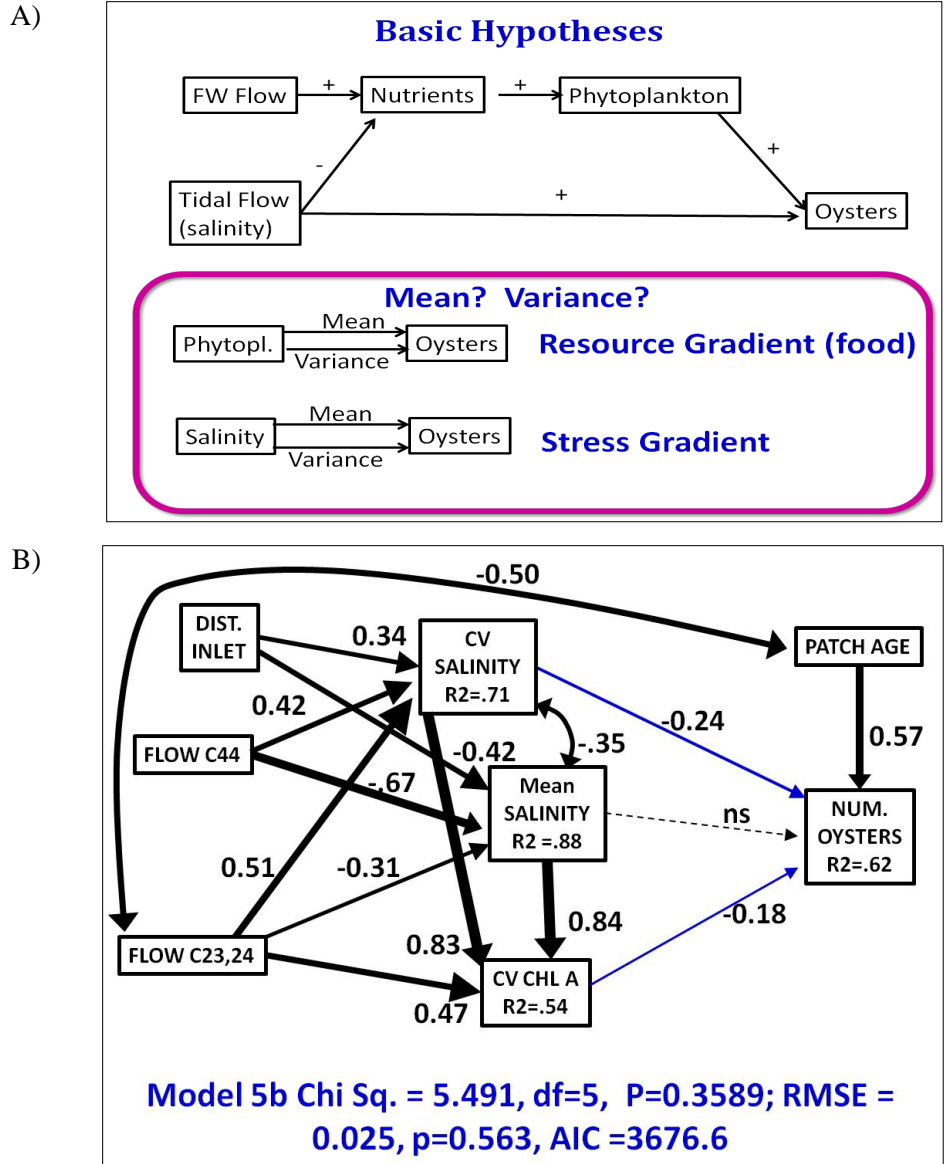 A)
Basic Hypotheses
FW Flow
+
Nutrients
+
Phytoplankton
-
+
+
Tidal Flow
(salinity)
Oysters
Mean? Variance?
Phytopl.
Mean
Variance
Oysters
Resource Gradient (food)
Salinity
Mean
Variance
Oysters
Stress Gradient
B)
-0.50
DIST.
INLET
0.34
CV
SALINITY
R2=.71
PATCH AGE
0.42
-0.24
FLOW C44
-0.42
-.35
0.57
-.67
Mean
SALINITY
R2 =.88
ns
NUM.
OYSTERS
R2=.62
0.51
-0.31
0.83
0.84
-0.18
FLOW C23,24
0.47
CV CHL A
R2=.54
Model 5b Chi Sq. = 5.491, df=5, P=0.3589; RMSE =
0.025, p=0.563, AIC =3676.6